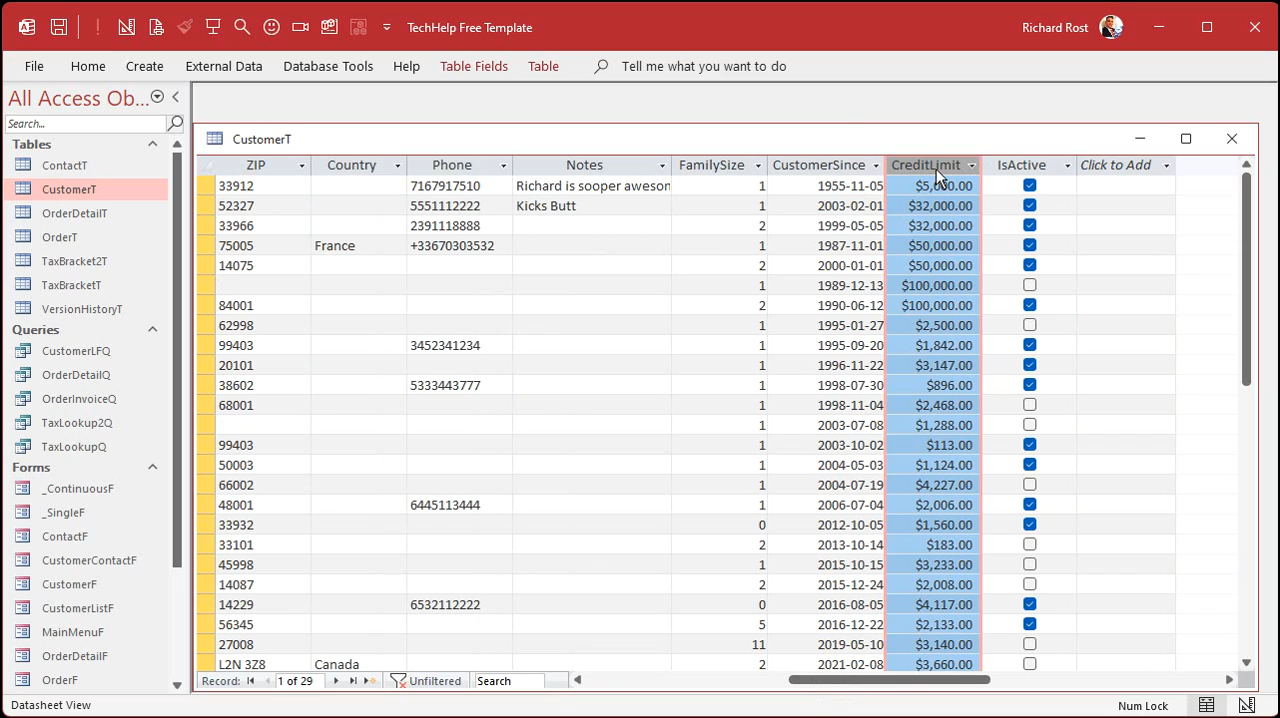 TechHelp Free Template
Richard Rost
File Home Create External Data Database Tools Help Table Fields Table Tell me what you want to do
All Access Ob...
Search...
Tables
ContactT
CustomerT
OrderDetailT
OrderT
TaxBracket2T
TaxBracketT
VersionHistoryT
Queries
CustomerLFQ
OrderDetailQ
OrderInvoiceQ
TaxLookup2Q
TaxLookupQ
Forms
_ContinuousF
_SingleF
ContactF
CustomerContactF
CustomerF
CustomerListF
MainMenuF
OrderDetailF
OrderF
CustomerT
ZIP Country Phone Notes FamilySize CustomerSince CreditLimit IsActive Click to Add
33912 7167917510 Richard is sooper aweson 1 1955-11-05
52327 5551112222 Kicks Butt 1 2003-02-01 $32,000.00
33966 2391118888 2 1999-05-05 $32,000.00
75005 France +33670303532 1 1987-11-01 $50,000.00
14075 2 2000-01-01 $50,000.00
1 1989-12-13 $100,000.00
84001 2 1990-06-12 $100,000.00
62998 1 1995-01-27 $2,500.00
99403 3452341234 1 1995-09-20 $1,842.00
20101 1 1996-11-22 $3,147.00
38602 5333443777 1 1998-07-30 $896.00
68001 1 1998-11-04 $2,468.00
1 2003-07-08 $1,288.00
99403 1 2003-10-02 $113.00
50003 1 2004-05-03 $1,124.00
66002 1 2004-07-19 $4,227.00
48001 6445113444 1 2006-07-04 $2,006.00
33932 0 2012-10-05 $1,560.00
33101 2 2013-10-14 $183.00
45998 1 2015-10-15 $3,233.00
14087 2 2015-12-24 $2,008.00
14229 6532112222 0 2016-08-05 $4,117.00
56345 5 2016-12-22 $2,133.00
27008 11 2019-05-10 $3,140.00
L2N 3Z8 Canada 2 2021-02-08 $3,660.00
Record: 1 of 29 Unfiltered Search
Datasheet View
Num Lock